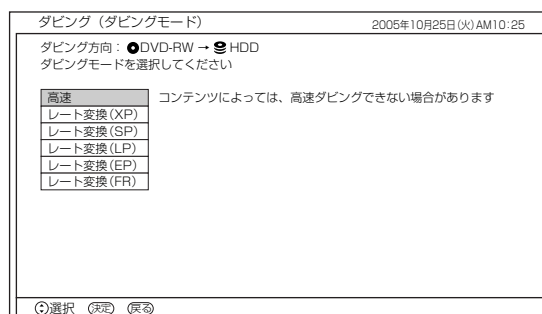 ダビング（ダビングモード） 2005年10月25日(火)AM10:25
ダビング方向： DVD-RW → HDD
ダビングモードを選択してください
高速 コンテンツによっては、高速ダビングできない場合があります
レート変換(XP)
レート変換(SP)
レート変換(LP)
レート変換(EP)
レート変換(FR)
選択 決定 戻る